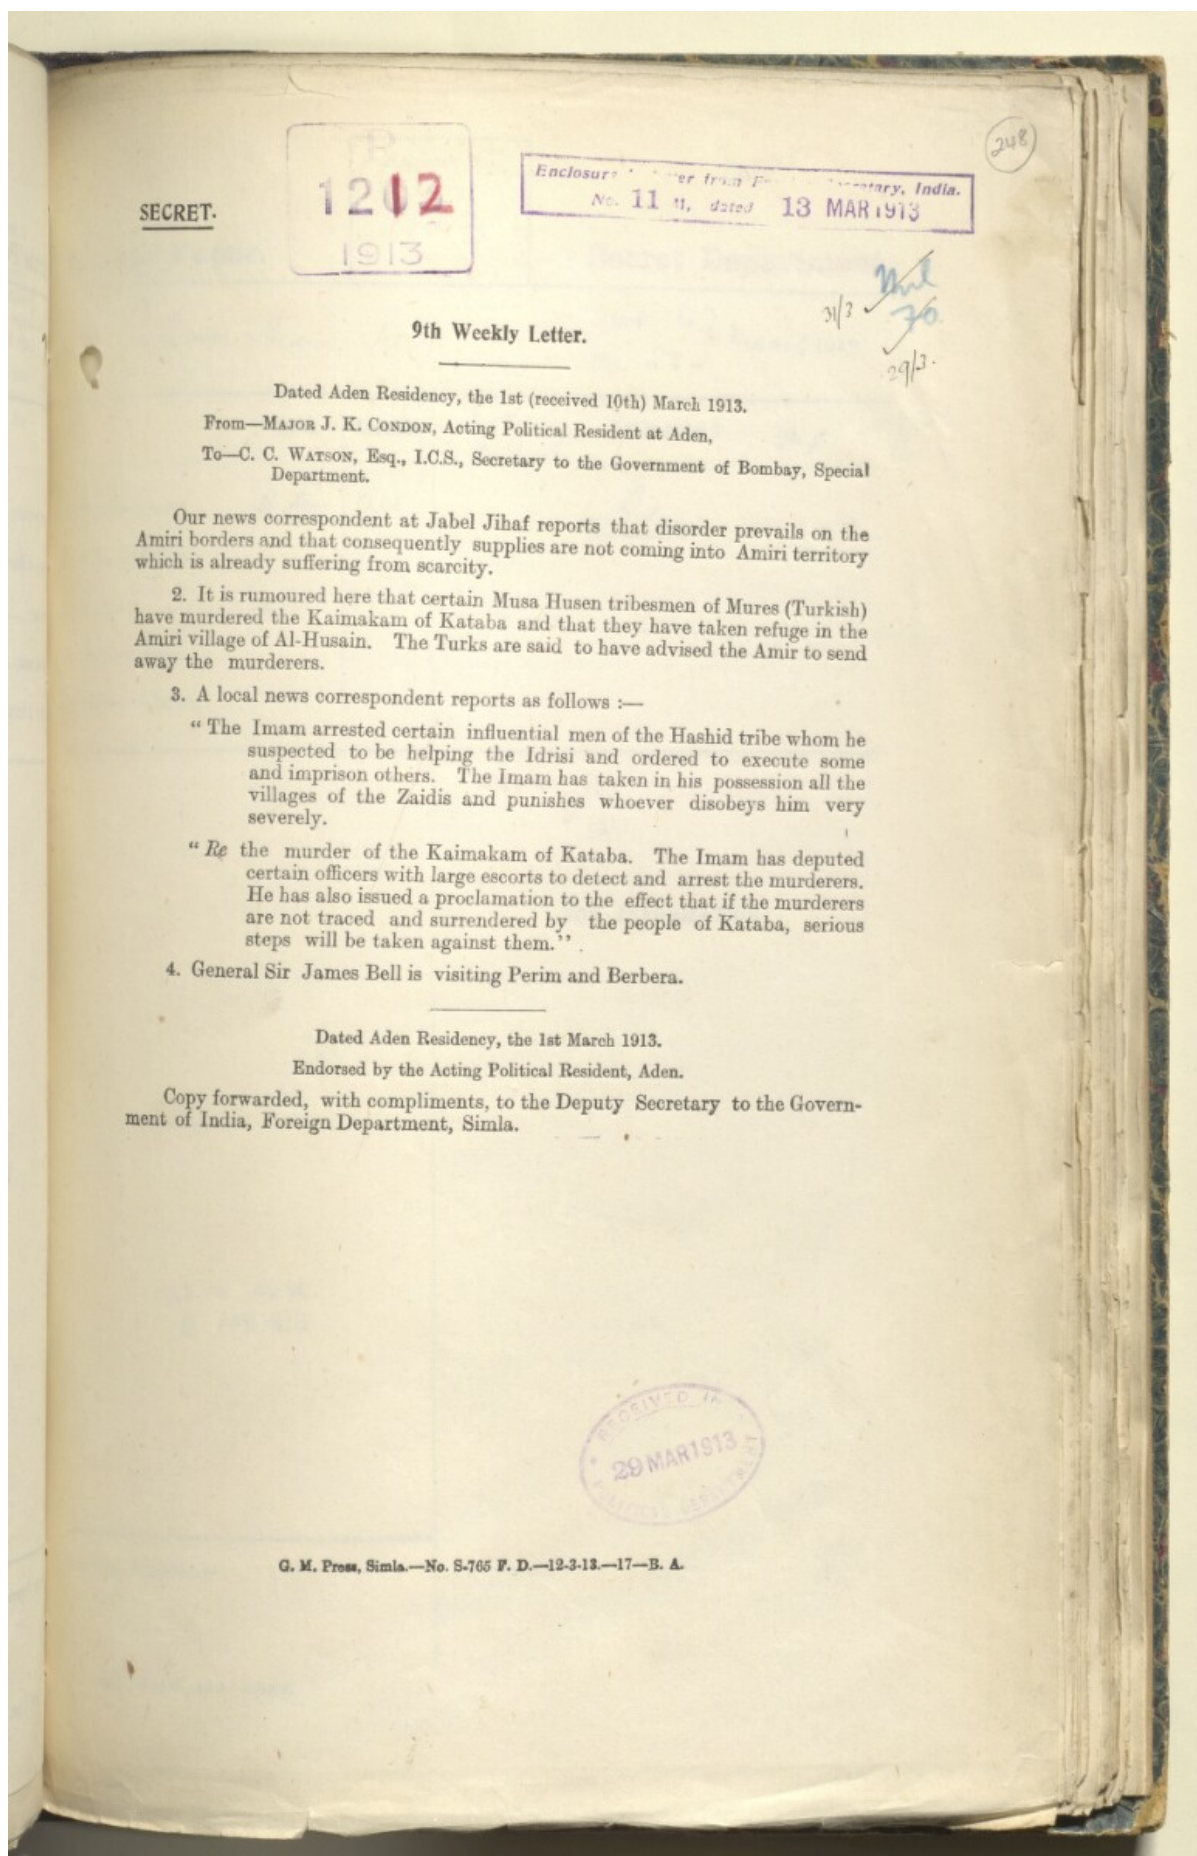 248
P
1212
1913
Enclosure letter from Secretary, India.
No. 11 M, dated 13 MAR 1913
SECRET.
31/3
29/3.
9th Weekly Letter.
Dated Aden Residency, the 1st (received 10th) March 1913.
From—MAJOR J. K. CONDON, Acting Political Resident at Aden,
To—C. C. WATSON, Esq., I.C.S., Secretary to the Government of Bombay, Special
Department.
Our news correspondent at Jabel Jihaf reports that disorder prevails on the
Amiri borders and that consequently supplies are not coming into Amiri territory
which is already suffering from scarcity.
2. It is rumoured here that certain Musa Husen tribesmen of Mures (Turkish)
have murdered the Kaimakam of Kataba and that they have taken refuge in the
Amiri village of Al-Husain. The Turks are said to have advised the Amir to send
away the murderers.
3. A local news correspondent reports as follows :—
“ The Imam arrested certain influential men of the Hashid tribe whom he
suspected to be helping the Idrisi and ordered to execute some
and imprison others. The Imam has taken in his possession all the
villages of the Zaidis and punishes whoever disobeys him very
severely.
“ Re the murder of the Kaimakam of Kataba. The Imam has deputed
certain officers with large escorts to detect and arrest the murderers.
He has also issued a proclamation to the effect that if the murderers
are not traced and surrendered by the people of Kataba, serious
steps will be taken against them.”
4. General Sir James Bell is visiting Perim and Berbera.
Dated Aden Residency, the 1st March 1913.
Endorsed by the Acting Political Resident, Aden.
Copy forwarded, with compliments, to the Deputy Secretary to the Govern-
ment of India, Foreign Department, Simla.
RECEIVED IN
29 MAR 1913
POLITICAL DEPARTMENT
G. M. Press, Simla.—No. S-765 F. D.—12-3-13.—17—B. A.